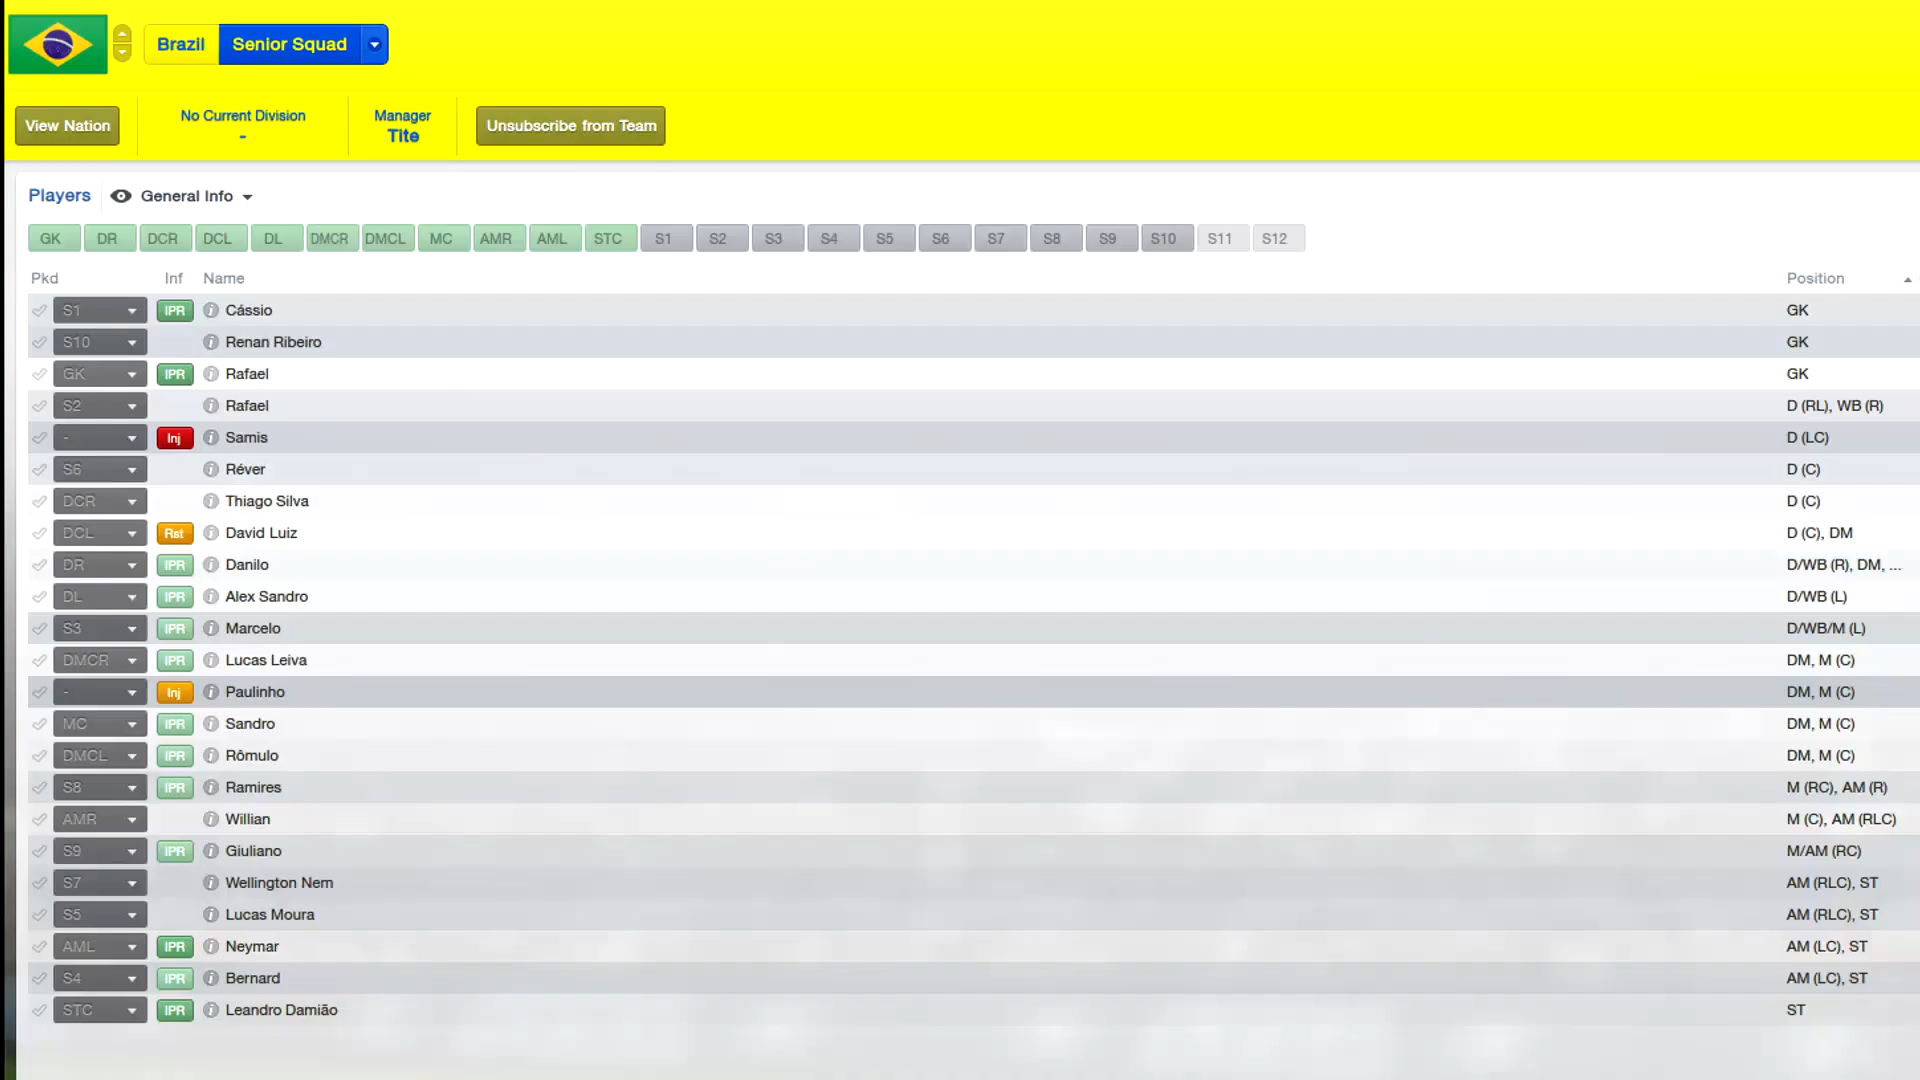 Brazil Senior Squad
View Nation No Current Division - Manager Tite Unsubscribe from Team
Players General Info
GK DR DCR DCL DL DMCR DMCL MC AMR AML STC S1 S2 S3 S4 S5 S6 S7 S8 S9 S10 S11 S12
Pkd Inf Name Position
S1 IPR Cássio GK
S10 Renan Ribeiro GK
GK IPR Rafael GK
S2 Rafael D (RL), WB (R)
- Inj Samis D (LC)
S6 Réver D (C)
DCR Thiago Silva D (C)
DCL Rst David Luiz D (C), DM
DR IPR Danilo D/WB (R), DM, ...
DL IPR Alex Sandro D/WB (L)
S3 IPR Marcelo D/WB/M (L)
DMCR IPR Lucas Leiva DM, M (C)
- Inj Paulinho DM, M (C)
MC IPR Sandro DM, M (C)
DMCL IPR Rômulo DM, M (C)
S8 IPR Ramires M (RC), AM (R)
AMR Willian M (C), AM (RLC)
S9 IPR Giuliano M/AM (RC)
S7 Wellington Nem AM (RLC), ST
S5 Lucas Moura AM (RLC), ST
AML IPR Neymar AM (LC), ST
S4 IPR Bernard AM (LC), ST
STC IPR Leandro Damião ST